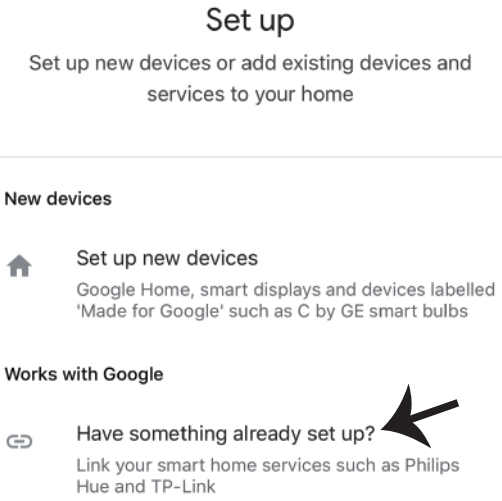 Set up
Set up new devices or add existing devices and
services to your home
New devices
Set up new devices
Google Home, smart displays and devices labelled
'Made for Google' such as C by GE smart bulbs
Works with Google
Have something already set up?
Link your smart home services such as Philips
Hue and TP-Link